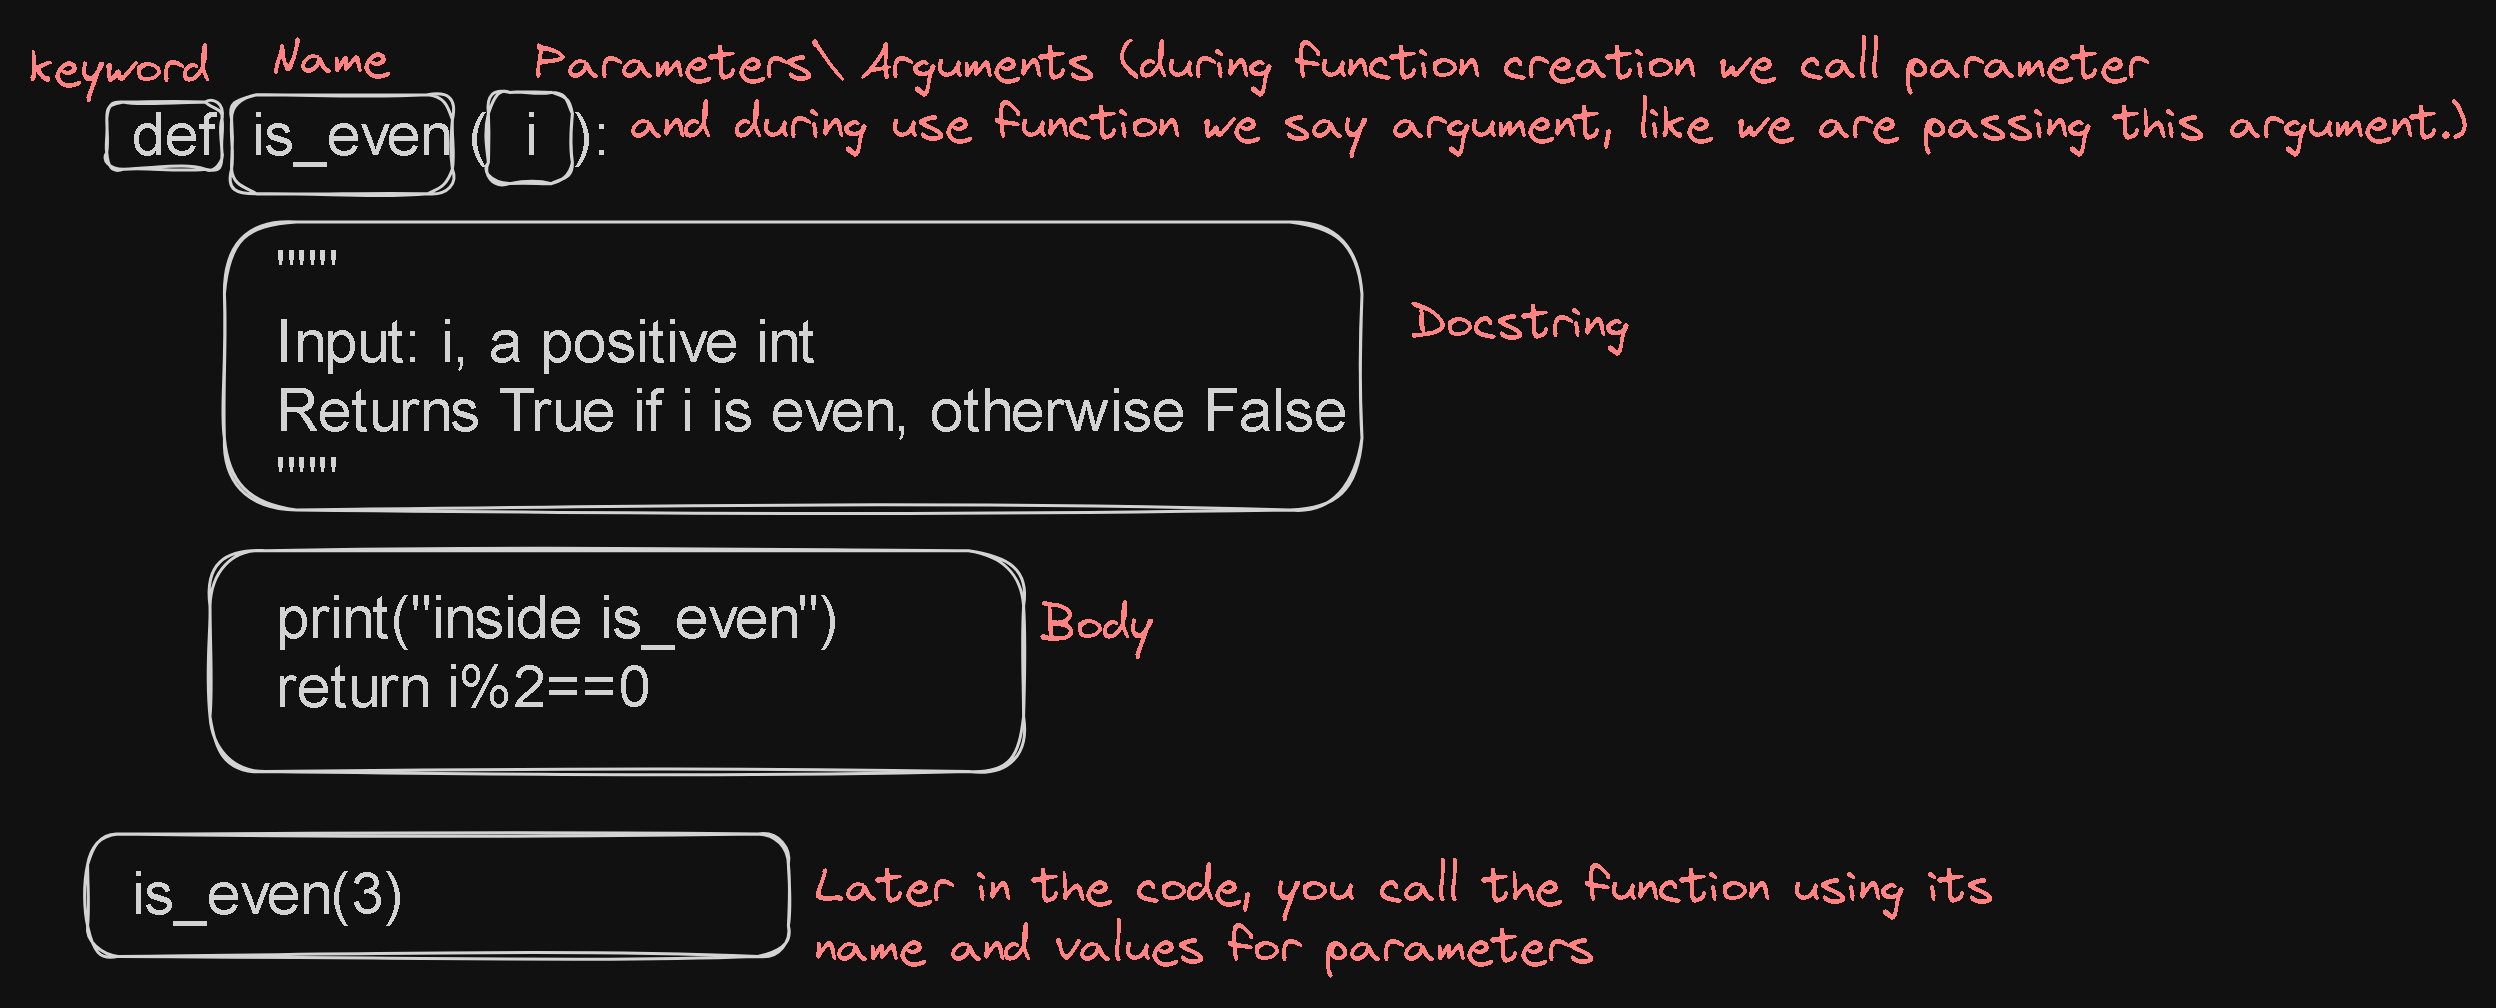 keyword Name Parameters\ Arguments (during function creation we call parameter
def is_even ( i ): and during use function we say argument, like we are passing this argument.)
""""""
Input: i, a positive int
Docstring
Returns True if i is even, otherwise False
""""""
print("inside is_even")
Body
return i%2==0
is_even(3)
Later in the code, you call the function using its
name and values for parameters